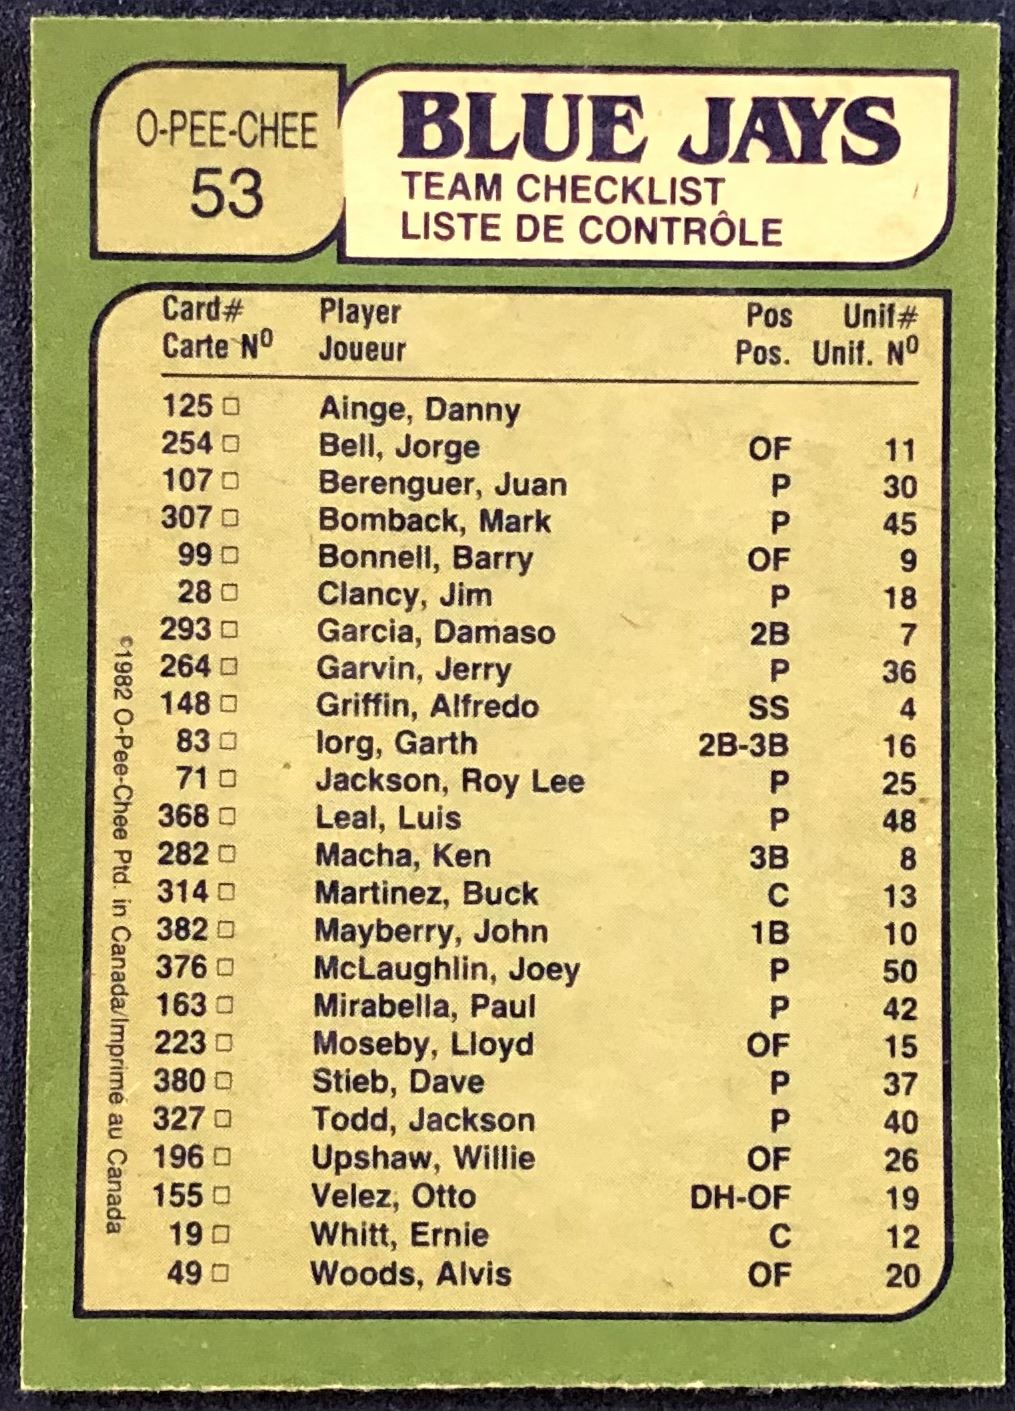 O-PEE-CHEE
53
BLUE JAYS
TEAM CHECKLIST
LISTE DE CONTRÔLE
Card# Player Pos Unif#
Carte Nº Joueur Pos. Unif. Nº
125 □ Ainge, Danny
254 □ Bell, Jorge OF 11
107 □ Berenguer, Juan P 30
307 □ Bomback, Mark P 45
99 □ Bonnell, Barry OF 9
28 □ Clancy, Jim P 18
293 □ Garcia, Damaso 2B 7
264 □ Garvin, Jerry P 36
148 □ Griffin, Alfredo SS 4
83 □ Iorg, Garth 2B-3B 16
71 □ Jackson, Roy Lee P 25
368 □ Leal, Luis P 48
282 □ Macha, Ken 3B 8
314 □ Martinez, Buck C 13
382 □ Mayberry, John 1B 10
376 □ McLaughlin, Joey P 50
163 □ Mirabella, Paul P 42
223 □ Moseby, Lloyd OF 15
380 □ Stieb, Dave P 37
327 □ Todd, Jackson P 40
196 □ Upshaw, Willie OF 26
155 □ Velez, Otto DH-OF 19
19 □ Whitt, Ernie C 12
49 □ Woods, Alvis OF 20
©1982 O-Pee-Chee Ptd. in Canada/Imprimé au Canada